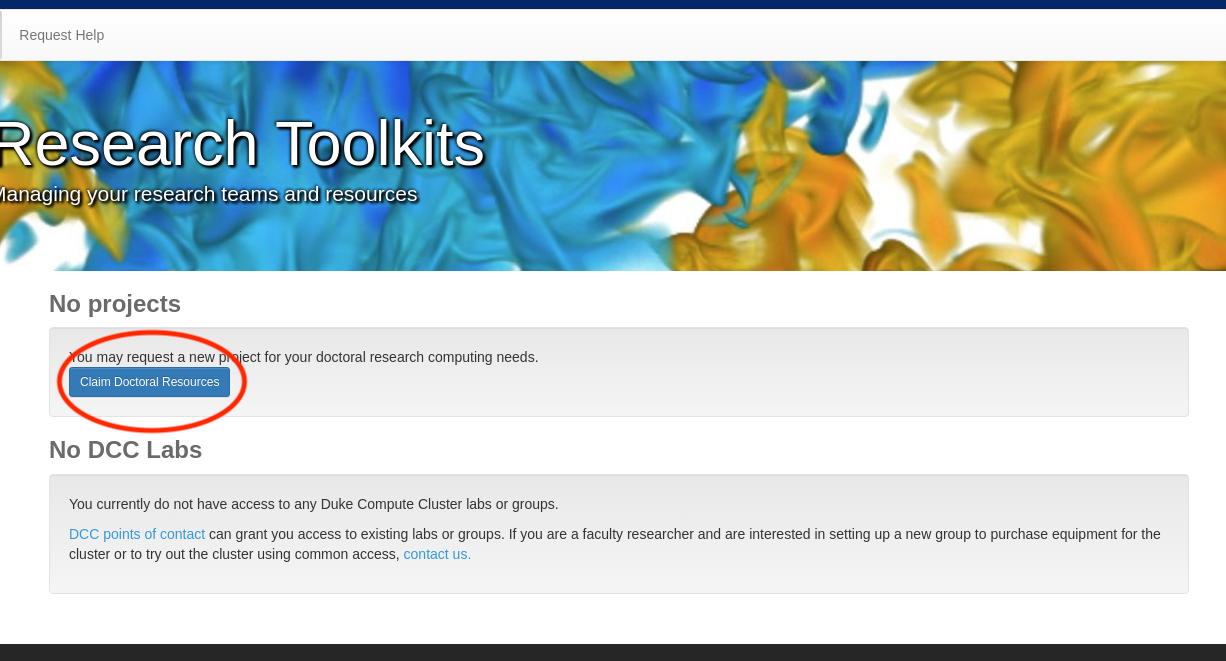 Request Help
Research Toolkits
Managing your research teams and resources
No projects
You may request a new project for your doctoral research computing needs.
Claim Doctoral Resources
No DCC Labs
You currently do not have access to any Duke Compute Cluster labs or groups.
DCC points of contact can grant you access to existing labs or groups. If you are a faculty researcher and are interested in setting up a new group to purchase equipment for the
cluster or to try out the cluster using common access, contact us.